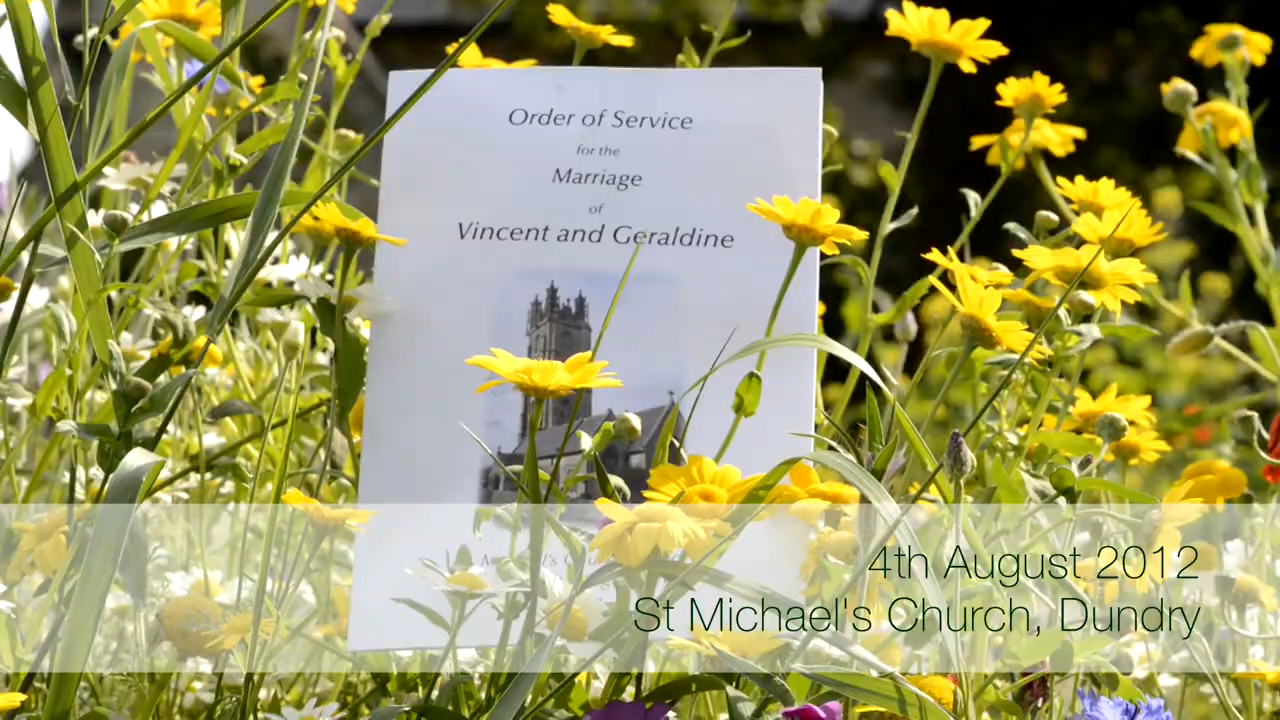 Order of Service
for the
Marriage
of
Vincent and Geraldine
4th August 2012
St Michael's Church, Dundry